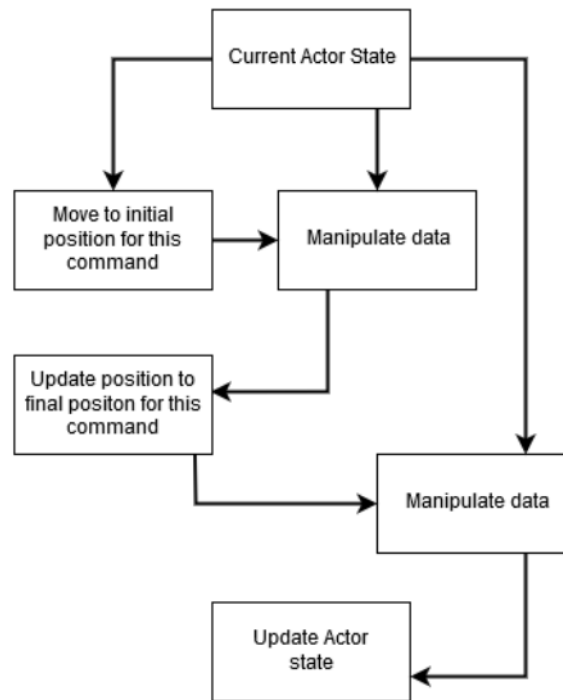 Current Actor State
Move to initial
position for this
command
Manipulate data
Update position to
final positon for this
command
Manipulate data
Update Actor
state